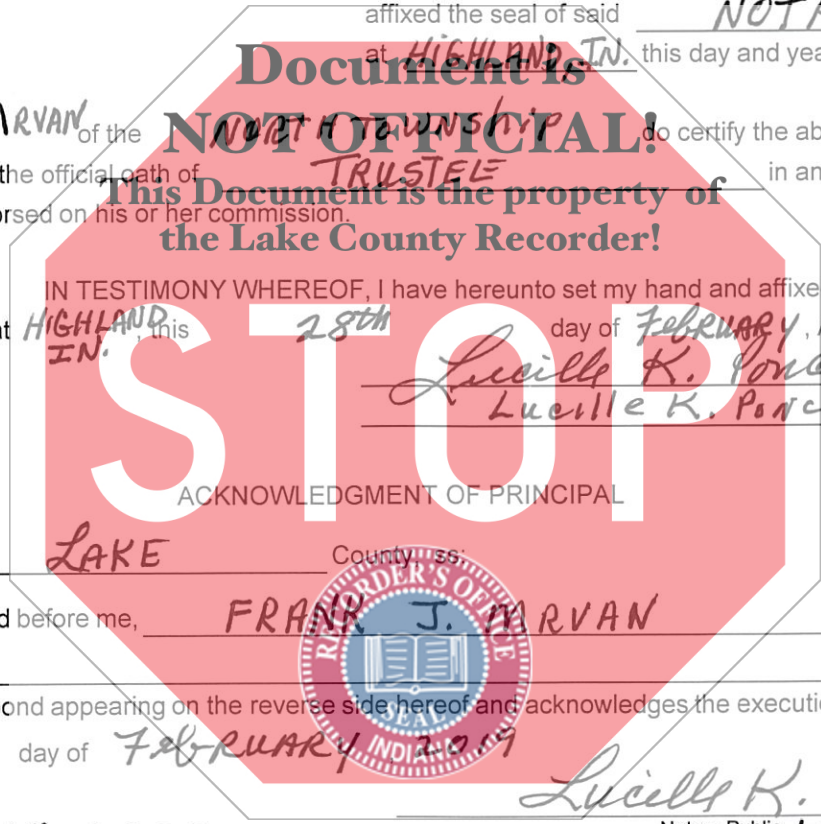 affixed the seal of said
at HIGHLAND, IN. this day and yea
Document is
RVAN of the NORTH TOWNSHIP do certify the ab
NOT OFFICIAL!
the official oath of TRUSTEE in an
This Document is the property of
rsed on his or her commission.
the Lake County Recorder!
IN TESTIMONY WHEREOF, I have hereunto set my hand and affixe
at HIGHLAND, this 28th day of February,
IN.
Lucille K. Ponc
Lucille K. Ponc
STOP
ACKNOWLEDGMENT OF PRINCIPAL
LAKE County, ss:
d before me, FRANK J. MRVAN
RECORDER'S OFFICE
SEAL
INDIANA
ond appearing on the reverse side hereof and acknowledges the executi
day of February 2019
Lucille K.